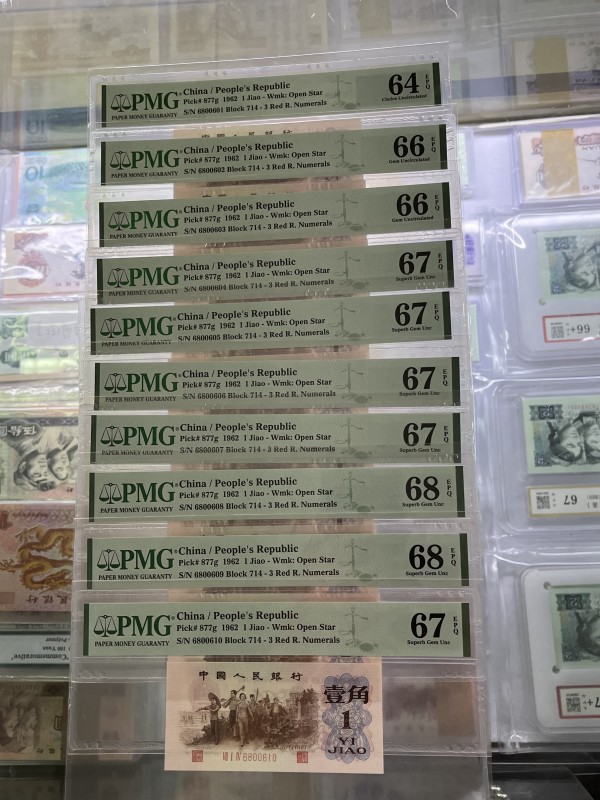 PMG
PAPER MONEY GUARANTY
China / People's Republic
Pick# 877g 1962 1 Jiao - Wmk: Open Star
S/N 6800601 Block 714 - 3 Red R. Numerals
64 EPQ
Choice Uncirculated
PMG
PAPER MONEY GUARANTY
China / People's Republic
Pick# 877g 1962 1 Jiao - Wmk: Open Star
S/N 6800602 Block 714 - 3 Red R. Numerals
66 EPQ
Gem Uncirculated
PMG
PAPER MONEY GUARANTY
China / People's Republic
Pick# 877g 1962 1 Jiao - Wmk: Open Star
S/N 6800603 Block 714 - 3 Red R. Numerals
66 EPQ
Gem Uncirculated
PMG
PAPER MONEY GUARANTY
China / People's Republic
Pick# 877g 1962 1 Jiao - Wmk: Open Star
S/N 6800604 Block 714 - 3 Red R. Numerals
67 EPQ
Superb Gem Unc
PMG
PAPER MONEY GUARANTY
China / People's Republic
Pick# 877g 1962 1 Jiao - Wmk: Open Star
S/N 6800605 Block 714 - 3 Red R. Numerals
67 EPQ
Superb Gem Unc
PMG
PAPER MONEY GUARANTY
China / People's Republic
Pick# 877g 1962 1 Jiao - Wmk: Open Star
S/N 6800606 Block 714 - 3 Red R. Numerals
67 EPQ
Superb Gem Unc
PMG
PAPER MONEY GUARANTY
China / People's Republic
Pick# 877g 1962 1 Jiao - Wmk: Open Star
S/N 6800607 Block 714 - 3 Red R. Numerals
67 EPQ
Superb Gem Unc
PMG
PAPER MONEY GUARANTY
China / People's Republic
Pick# 877g 1962 1 Jiao - Wmk: Open Star
S/N 6800608 Block 714 - 3 Red R. Numerals
68 EPQ
Superb Gem Unc
PMG
PAPER MONEY GUARANTY
China / People's Republic
Pick# 877g 1962 1 Jiao - Wmk: Open Star
S/N 6800609 Block 714 - 3 Red R. Numerals
68 EPQ
Superb Gem Unc
PMG
PAPER MONEY GUARANTY
China / People's Republic
Pick# 877g 1962 1 Jiao - Wmk: Open Star
S/N 6800610 Block 714 - 3 Red R. Numerals
67 EPQ
Superb Gem Unc
中國人民銀行
壹角
1
YI JIAO
6800610
66+
67
"Commemorative"